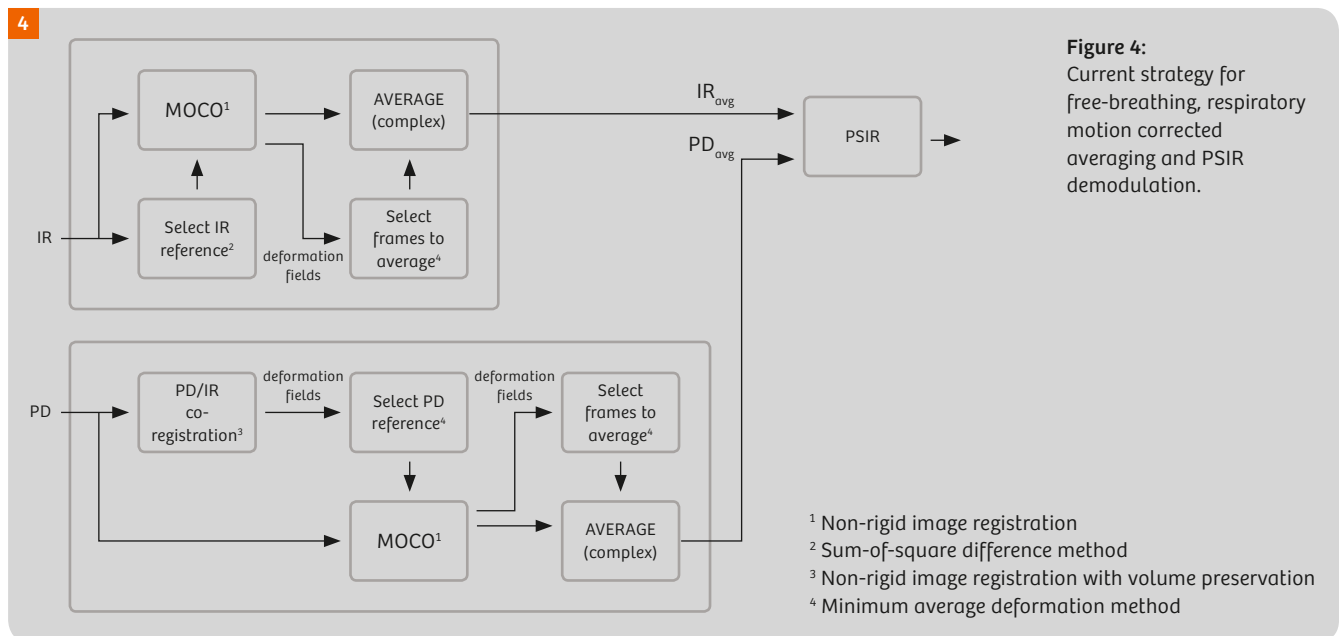 4
MOCO¹
AVERAGE
(complex)
Select IR
reference²
Select
frames to
average⁴
deformation
fields
IR
IRavg
PDavg
PSIR
Figure 4:
Current strategy for
free-breathing, respiratory
motion corrected
averaging and PSIR
demodulation.
PD
PD/IR
co-
registration³
deformation
fields
Select PD
reference⁴
deformation
fields
Select
frames to
average⁴
MOCO¹
AVERAGE
(complex)
¹ Non-rigid image registration
² Sum-of-square difference method
³ Non-rigid image registration with volume preservation
⁴ Minimum average deformation method